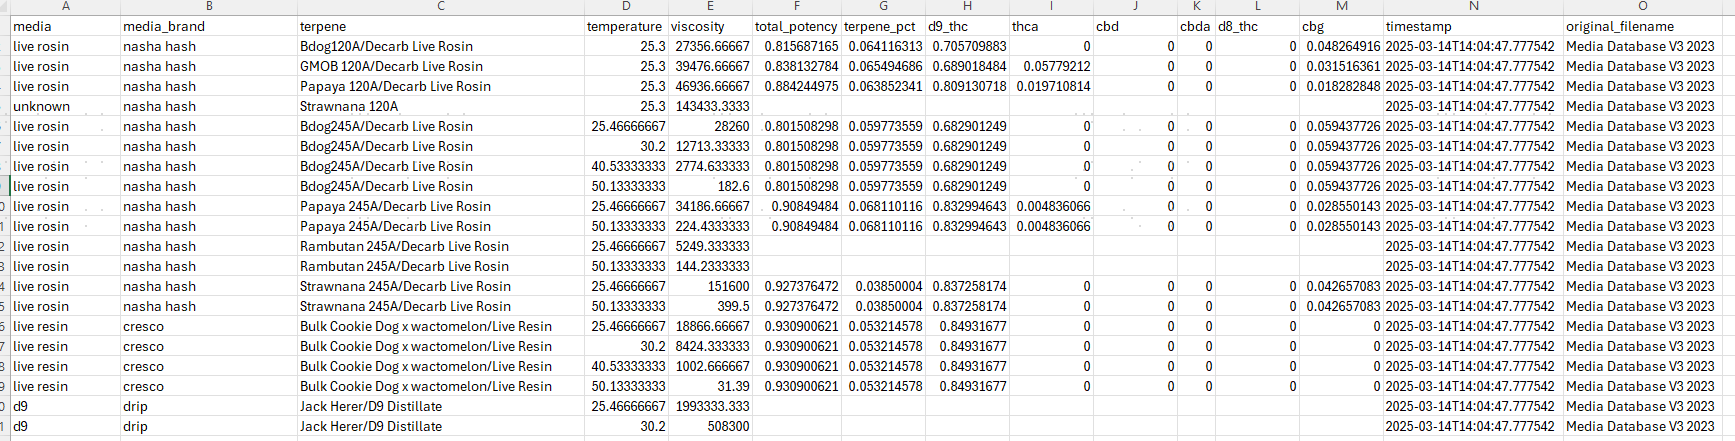 A B C D E F G H I J K L M N O
media media_brand terpene temperature viscosity total_potency terpene_pct d9_thc thca cbd cbda d8_thc cbg timestamp original_filename
live rosin nasha hash Bdog120A/Decarb Live Rosin 25.3 27356.66667 0.815687165 0.064116313 0.705709883 0 0 0 0 0.048264916 2025-03-14T14:04:47.777542 Media Database V3 2023
live rosin nasha hash GMOB 120A/Decarb Live Rosin 25.3 39476.66667 0.838132784 0.065494686 0.689018484 0.05779212 0 0 0 0.031516361 2025-03-14T14:04:47.777542 Media Database V3 2023
live rosin nasha hash Papaya 120A/Decarb Live Rosin 25.3 46936.66667 0.884244975 0.063852341 0.809130718 0.019710814 0 0 0 0.018282848 2025-03-14T14:04:47.777542 Media Database V3 2023
unknown nasha hash Strawnana 120A 25.3 143433.3333 2025-03-14T14:04:47.777542 Media Database V3 2023
live rosin nasha hash Bdog245A/Decarb Live Rosin 25.46666667 28260 0.801508298 0.059773559 0.682901249 0 0 0 0 0.059437726 2025-03-14T14:04:47.777542 Media Database V3 2023
live rosin nasha hash Bdog245A/Decarb Live Rosin 30.2 12713.33333 0.801508298 0.059773559 0.682901249 0 0 0 0 0.059437726 2025-03-14T14:04:47.777542 Media Database V3 2023
live rosin nasha hash Bdog245A/Decarb Live Rosin 40.53333333 2774.633333 0.801508298 0.059773559 0.682901249 0 0 0 0 0.059437726 2025-03-14T14:04:47.777542 Media Database V3 2023
live rosin nasha hash Bdog245A/Decarb Live Rosin 50.13333333 182.6 0.801508298 0.059773559 0.682901249 0 0 0 0 0.059437726 2025-03-14T14:04:47.777542 Media Database V3 2023
live rosin nasha hash Papaya 245A/Decarb Live Rosin 25.46666667 34186.66667 0.90849484 0.068110116 0.832994643 0.004836066 0 0 0 0.028550143 2025-03-14T14:04:47.777542 Media Database V3 2023
live rosin nasha hash Papaya 245A/Decarb Live Rosin 50.13333333 224.4333333 0.90849484 0.068110116 0.832994643 0.004836066 0 0 0 0.028550143 2025-03-14T14:04:47.777542 Media Database V3 2023
live rosin nasha hash Rambutan 245A/Decarb Live Rosin 25.46666667 5249.333333 2025-03-14T14:04:47.777542 Media Database V3 2023
live rosin nasha hash Rambutan 245A/Decarb Live Rosin 50.13333333 144.2333333 2025-03-14T14:04:47.777542 Media Database V3 2023
live rosin nasha hash Strawnana 245A/Decarb Live Rosin 25.46666667 151600 0.927376472 0.03850004 0.837258174 0 0 0 0 0.042657083 2025-03-14T14:04:47.777542 Media Database V3 2023
live rosin nasha hash Strawnana 245A/Decarb Live Rosin 50.13333333 399.5 0.927376472 0.03850004 0.837258174 0 0 0 0 0.042657083 2025-03-14T14:04:47.777542 Media Database V3 2023
live resin cresco Bulk Cookie Dog x wactomelon/Live Resin 25.46666667 18866.66667 0.930900621 0.053214578 0.84931677 0 0 0 0 0 2025-03-14T14:04:47.777542 Media Database V3 2023
live resin cresco Bulk Cookie Dog x wactomelon/Live Resin 30.2 8424.333333 0.930900621 0.053214578 0.84931677 0 0 0 0 0 2025-03-14T14:04:47.777542 Media Database V3 2023
live resin cresco Bulk Cookie Dog x wactomelon/Live Resin 40.53333333 1002.666667 0.930900621 0.053214578 0.84931677 0 0 0 0 0 2025-03-14T14:04:47.777542 Media Database V3 2023
live resin cresco Bulk Cookie Dog x wactomelon/Live Resin 50.13333333 31.39 0.930900621 0.053214578 0.84931677 0 0 0 0 0 2025-03-14T14:04:47.777542 Media Database V3 2023
d9 drip Jack Herer/D9 Distillate 25.46666667 1993333.333 2025-03-14T14:04:47.777542 Media Database V3 2023
d9 drip Jack Herer/D9 Distillate 30.2 508300 2025-03-14T14:04:47.777542 Media Database V3 2023